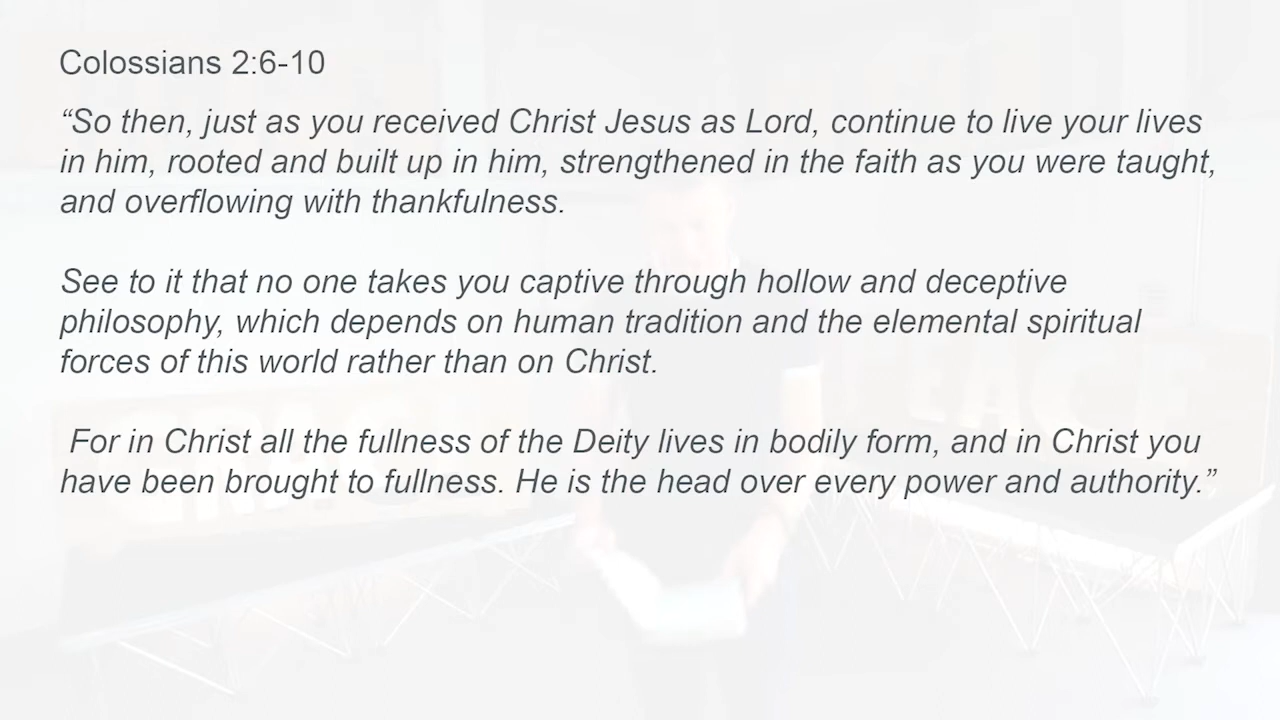 Colossians 2:6-10
“So then, just as you received Christ Jesus as Lord, continue to live your lives
in him, rooted and built up in him, strengthened in the faith as you were taught,
and overflowing with thankfulness.
See to it that no one takes you captive through hollow and deceptive
philosophy, which depends on human tradition and the elemental spiritual
forces of this world rather than on Christ.
For in Christ all the fullness of the Deity lives in bodily form, and in Christ you
have been brought to fullness. He is the head over every power and authority.”